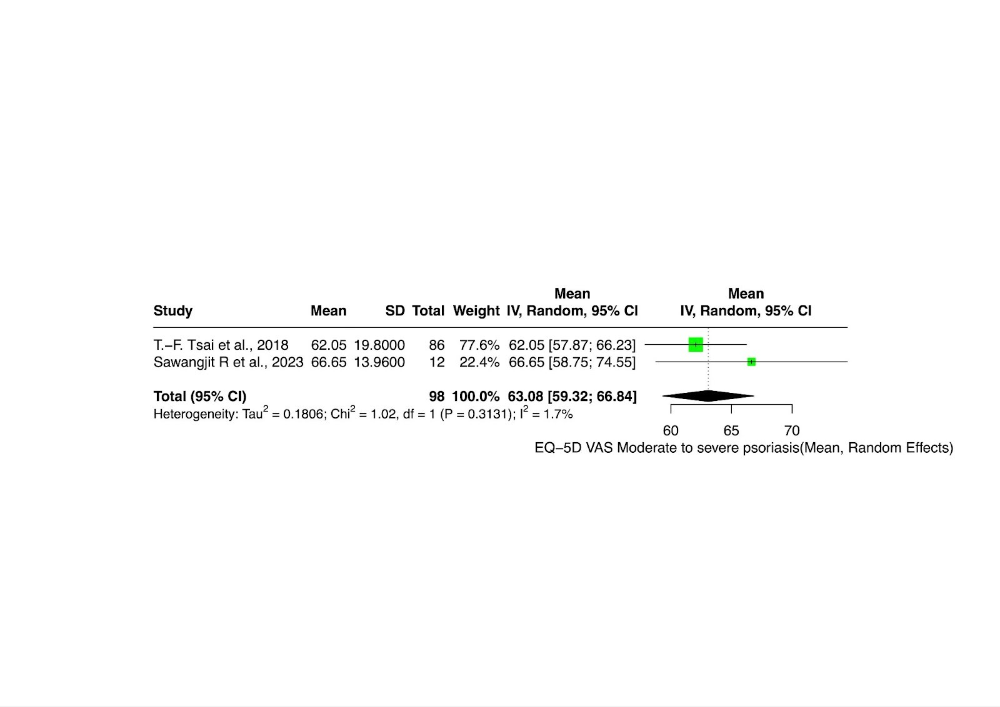 Mean Mean
Study Mean SD Total Weight IV, Random, 95% CI IV, Random, 95% CI
T.−F. Tsai et al., 2018 62.05 19.8000 86 77.6% 62.05 [57.87; 66.23]
Sawangjit R et al., 2023 66.65 13.9600 12 22.4% 66.65 [58.75; 74.55]
Total (95% CI) 98 100.0% 63.08 [59.32; 66.84]
Heterogeneity: Tau² = 0.1806; Chi² = 1.02, df = 1 (P = 0.3131); I² = 1.7%
60 65 70
EQ−5D VAS Moderate to severe psoriasis(Mean, Random Effects)